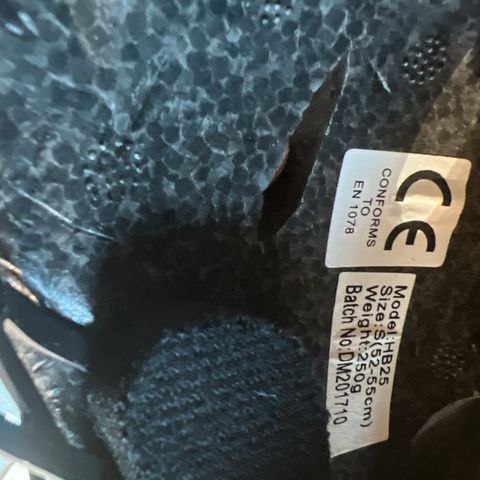 CE
CONFORMS
TO
EN 1078
Model:HB25
Size:S(52-55cm)
Weight:250g
Batch No:DM201710